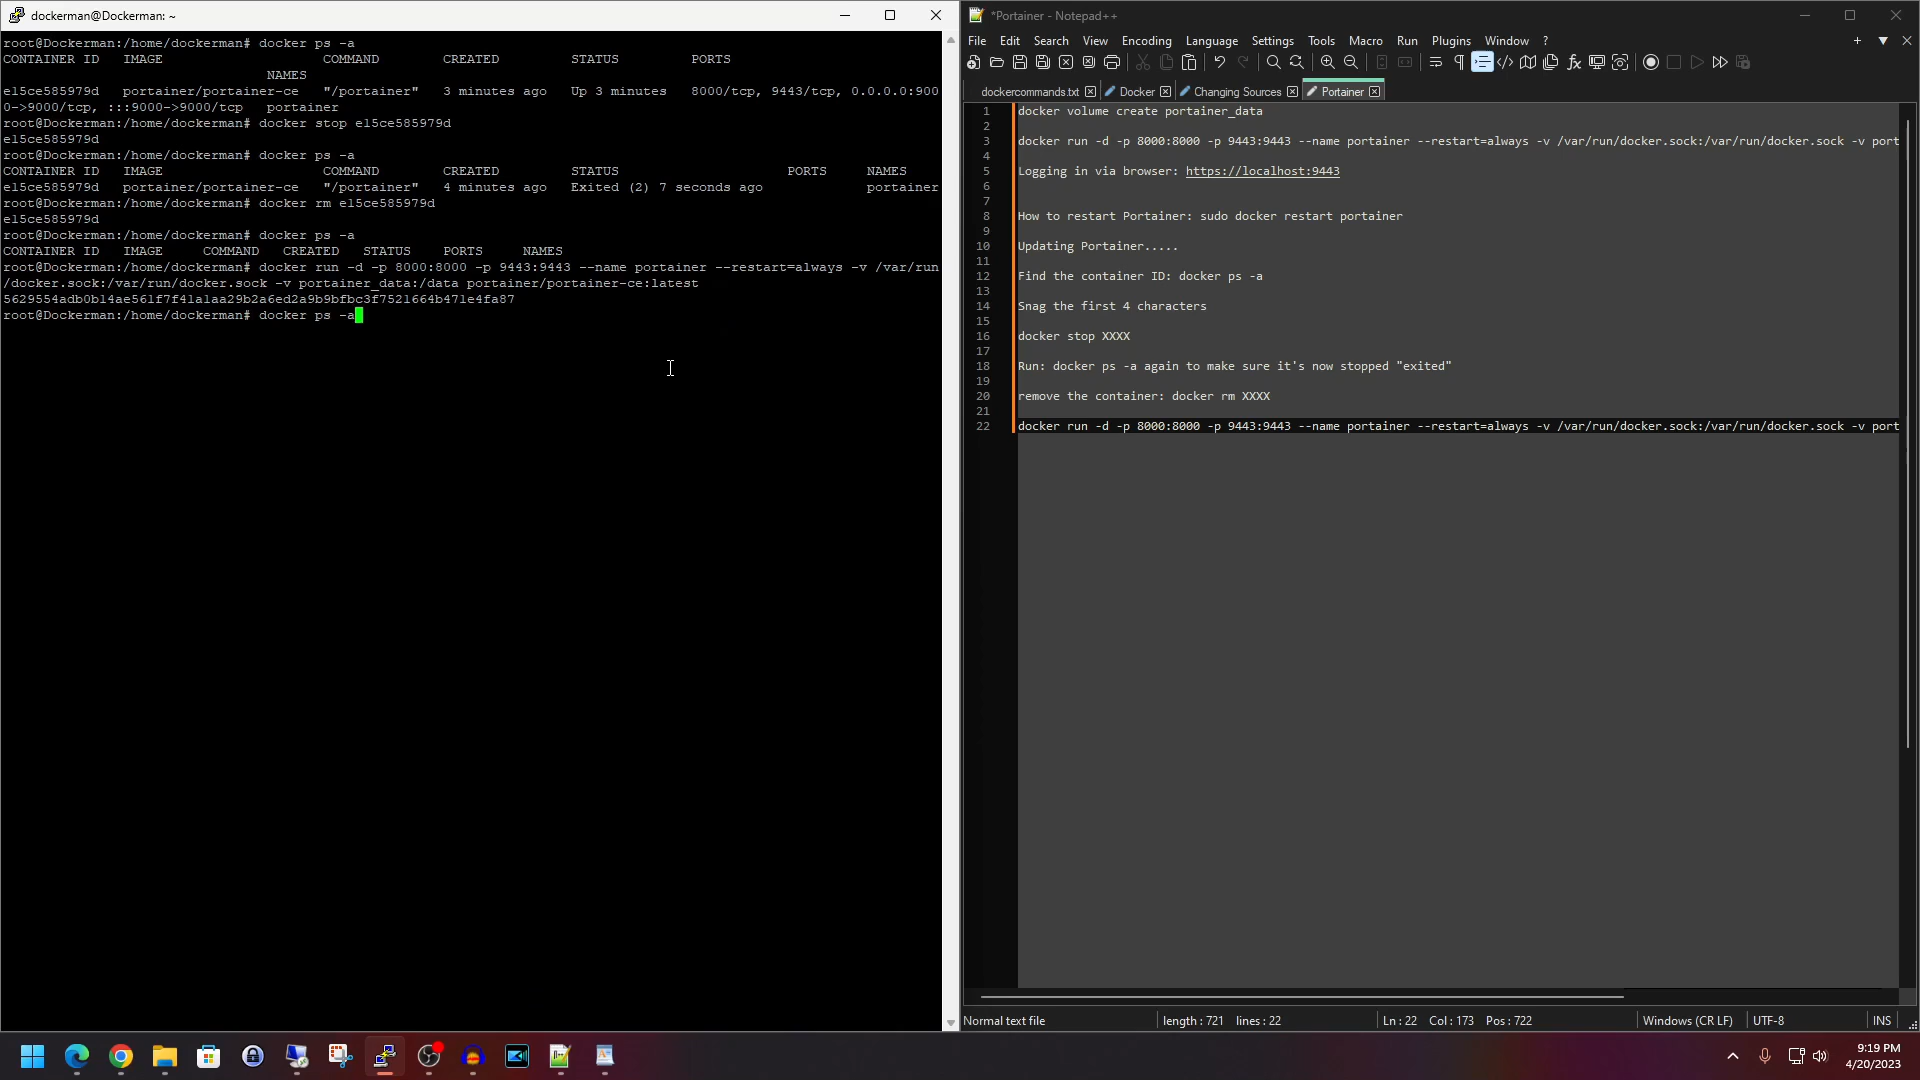 dockerman@Dockerman: ~
root@Dockerman:/home/dockerman# docker ps -a
CONTAINER ID   IMAGE                    COMMAND        CREATED         STATUS         PORTS
NAMES
e15ce585979d   portainer/portainer-ce   "/portainer"   3 minutes ago   Up 3 minutes   8000/tcp, 9443/tcp, 0.0.0.0:900
0->9000/tcp, :::9000->9000/tcp   portainer
root@Dockerman:/home/dockerman# docker stop e15ce585979d
e15ce585979d
root@Dockerman:/home/dockerman# docker ps -a
CONTAINER ID   IMAGE                    COMMAND        CREATED         STATUS                     PORTS     NAMES
e15ce585979d   portainer/portainer-ce   "/portainer"   4 minutes ago   Exited (2) 7 seconds ago             portainer
root@Dockerman:/home/dockerman# docker rm e15ce585979d
e15ce585979d
root@Dockerman:/home/dockerman# docker ps -a
CONTAINER ID   IMAGE     COMMAND   CREATED   STATUS    PORTS     NAMES
root@Dockerman:/home/dockerman# docker run -d -p 8000:8000 -p 9443:9443 --name portainer --restart=always -v /var/run
/docker.sock:/var/run/docker.sock -v portainer_data:/data portainer/portainer-ce:latest
5629554adb0b14ae561f7f41a1aa29b2a6ed2a9b9bfbc3f7521664b471e4fa87
root@Dockerman:/home/dockerman# docker ps -a
*Portainer - Notepad++
File Edit Search View Encoding Language Settings Tools Macro Run Plugins Window ?
dockercommands.txt Docker Changing Sources Portainer
1 docker volume create portainer_data
2
3 docker run -d -p 8000:8000 -p 9443:9443 --name portainer --restart=always -v /var/run/docker.sock:/var/run/docker.sock -v port
4
5 Logging in via browser: https://localhost:9443
6
7
8 How to restart Portainer: sudo docker restart portainer
9
10 Updating Portainer.....
11
12 Find the container ID: docker ps -a
13
14 Snag the first 4 characters
15
16 docker stop XXXX
17
18 Run: docker ps -a again to make sure it's now stopped "exited"
19
20 remove the container: docker rm XXXX
21
22 docker run -d -p 8000:8000 -p 9443:9443 --name portainer --restart=always -v /var/run/docker.sock:/var/run/docker.sock -v port
Normal text file length : 721 lines : 22 Ln : 22 Col : 173 Pos : 722 Windows (CR LF) UTF-8 INS
9:19 PM
4/20/2023